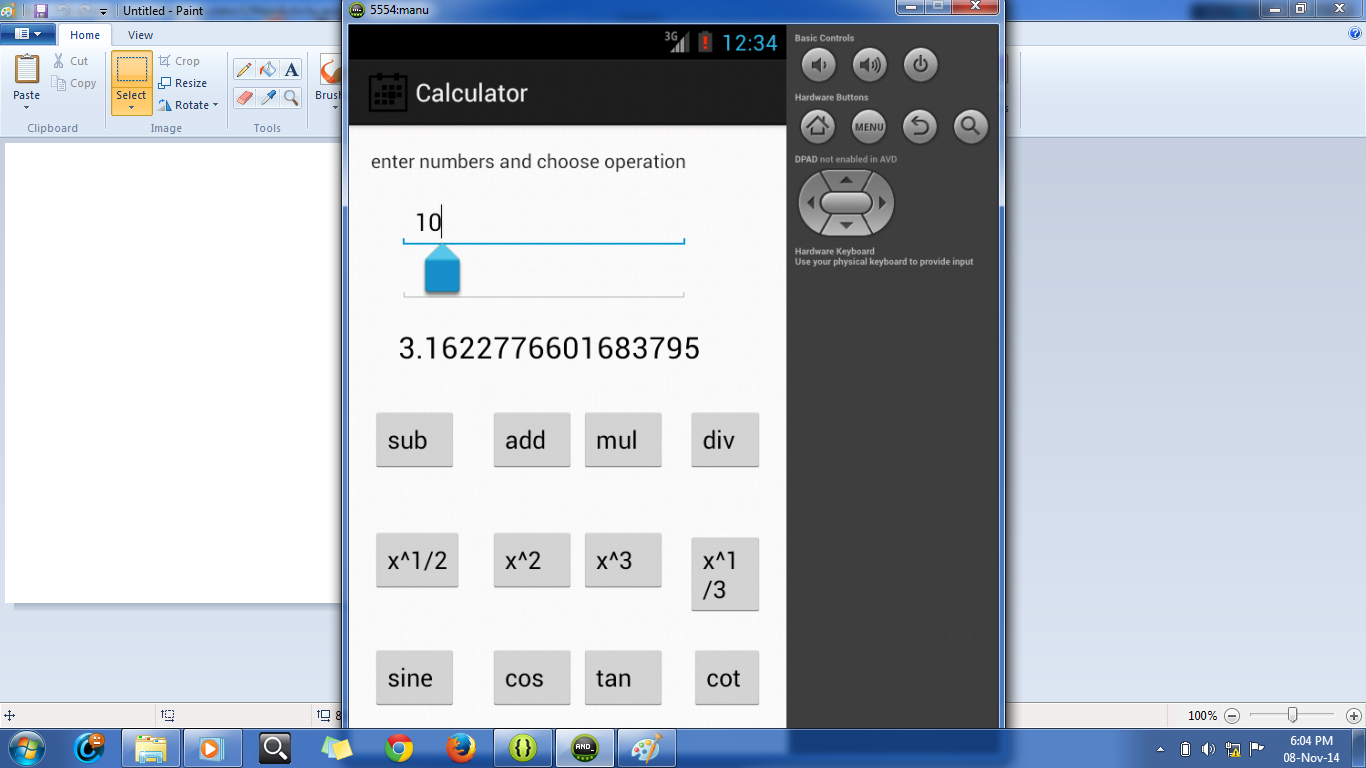 Untitled - Paint
5554:manu
Home
View
Paste
Cut
Copy
Clipboard
Select
Crop
Resize
Rotate
Image
A
Tools
3G
12:34
Calculator
enter numbers and choose operation
10
3.1622776601683795
sub
add
mul
div
x^1/2
x^2
x^3
x^1
/3
sine
cos
tan
cot
Basic Controls
Hardware Buttons
MENU
DPAD not enabled in AVD
Hardware Keyboard
Use your physical keyboard to provide input
100%
AND_
6:04 PM
08-Nov-14